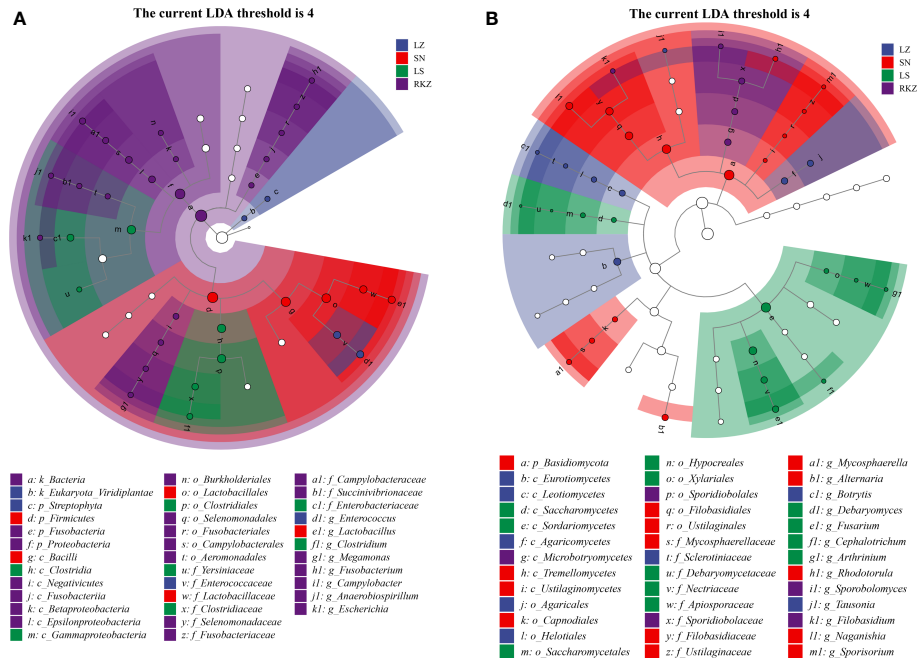 A
The current LDA threshold is 4
LZ
SN
LS
RKZ
B
The current LDA threshold is 4
LZ
SN
LS
RKZ
a: k_Bacteria
b: k_Eukaryota_Viridiplantae
c: p_Streptophyta
d: p_Firmicutes
e: p_Fusobacteria
f: p_Proteobacteria
g: c_Bacilli
h: c_Clostridia
i: c_Negativicutes
j: c_Fusobacteriia
k: c_Betaproteobacteria
l: c_Epsilonproteobacteria
m: c_Gammaproteobacteria
n: o_Burkholderiales
o: o_Lactobacillales
p: o_Clostridiales
q: o_Selenomonadales
r: o_Fusobacteriales
s: o_Campylobacterales
t: o_Aeromonadales
u: f_Yersiniaceae
v: f_Enterococcaceae
w: f_Lactobacillaceae
x: f_Clostridiaceae
y: f_Selenomonadaceae
z: f_Fusobacteriaceae
a1: f_Campylobacteraceae
b1: f_Succinivibrionaceae
c1: f_Enterobacteriaceae
d1: g_Enterococcus
e1: g_Lactobacillus
f1: g_Clostridium
g1: g_Megamonas
h1: g_Fusobacterium
i1: g_Campylobacter
j1: g_Anaerobiospirillum
k1: g_Escherichia
a: p_Basidiomycota
b: c_Eurotiomycetes
c: c_Leotiomycetes
d: c_Saccharomycetes
e: c_Sordariomycetes
f: c_Agaricomycetes
g: c_Microbotryomycetes
h: c_Tremellomycetes
i: c_Ustilaginomycetes
j: o_Agaricales
k: o_Capnodiales
l: o_Helotiales
m: o_Saccharomycetales
n: o_Hypocreales
o: o_Xylariales
p: o_Sporidiobolales
q: o_Filobasidiales
r: o_Ustilaginales
s: f_Mycosphaerellaceae
t: f_Sclerotiniaceae
u: f_Debaryomycetaceae
v: f_Nectriaceae
w: f_Apiosporaceae
x: f_Sporidiobolaceae
y: f_Filobasidiaceae
z: f_Ustilaginaceae
a1: g_Mycosphaerella
b1: g_Alternaria
c1: g_Botrytis
d1: g_Debaryomyces
e1: g_Fusarium
f1: g_Cephalotrichum
g1: g_Arthrinium
h1: g_Rhodotorula
i1: g_Sporobolomyces
j1: g_Tausonia
k1: g_Filobasidium
l1: g_Naganishia
m1: g_Sporisorium